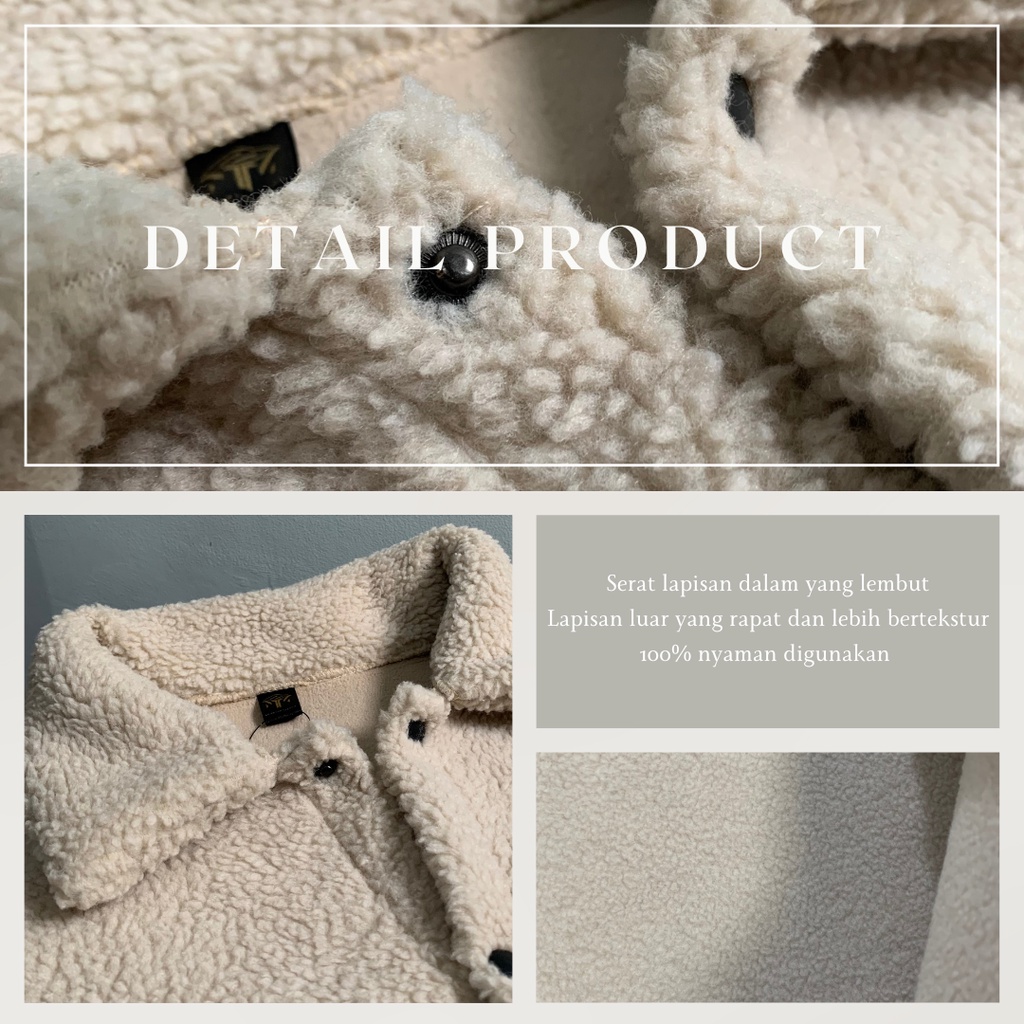 DETAIL PRODUCT
Serat lapisan dalam yang lembut
Lapisan luar yang rapat dan lebih bertekstur
100% nyaman digunakan